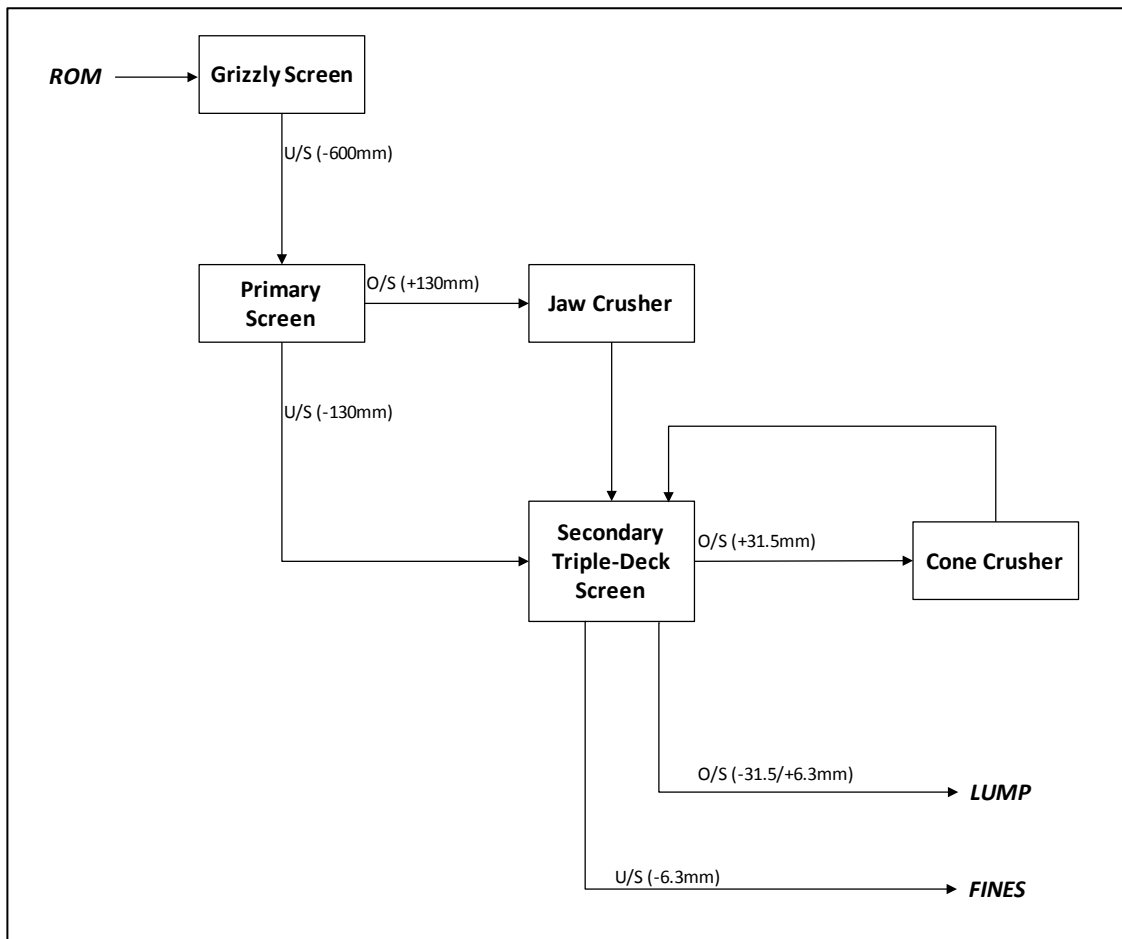 ROM
Grizzly Screen
U/S (-600mm)
Primary
Screen
O/S (+130mm)
Jaw Crusher
U/S (-130mm)
Secondary
Triple-Deck
Screen
O/S (+31.5mm)
Cone Crusher
O/S (-31.5/+6.3mm)
LUMP
U/S (-6.3mm)
FINES